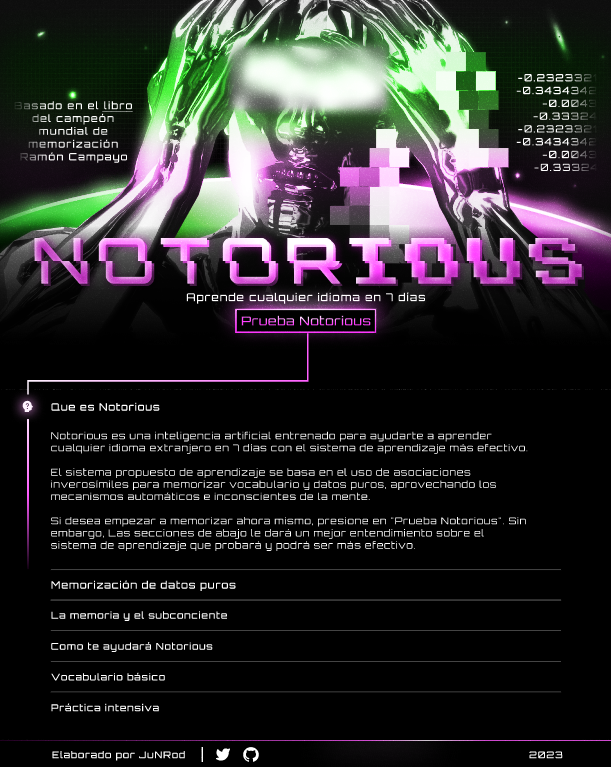 Basado en el libro
del campeón
mundial de
memorización
Ramón Campayo
-0.2323323
-0.3434342
-0.0043
-0.3332
-0.2323323
-0.3434342
-0.0043
-0.3332
NOTORIOUS
Aprende cualquier idioma en 7 dias
Prueba Notorious
Que es Notorious
Notorious es una inteligencia artificial entrenado para ayudarte a aprender
cualquier idioma extranjero en 7 días con el sistema de aprendizaje más efectivo.
El sistema propuesto de aprendizaje se basa en el uso de asociaciones
inverosímiles para memorizar vocabulario y datos puros, aprovechando los
mecanismos automáticos e inconscientes de la mente.
Si desea empezar a memorizar ahora mismo, presione en "Prueba Notorious". Sin
embargo, Las secciones de abajo le dará un mejor entendimiento sobre el
sistema de aprendizaje que probará y podrá ser más efectivo.
Memorización de datos puros
La memoria y el subconciente
Como te ayudará Notorious
Vocabulario básico
Práctica intensiva
Elaborado por JuNRod
2023